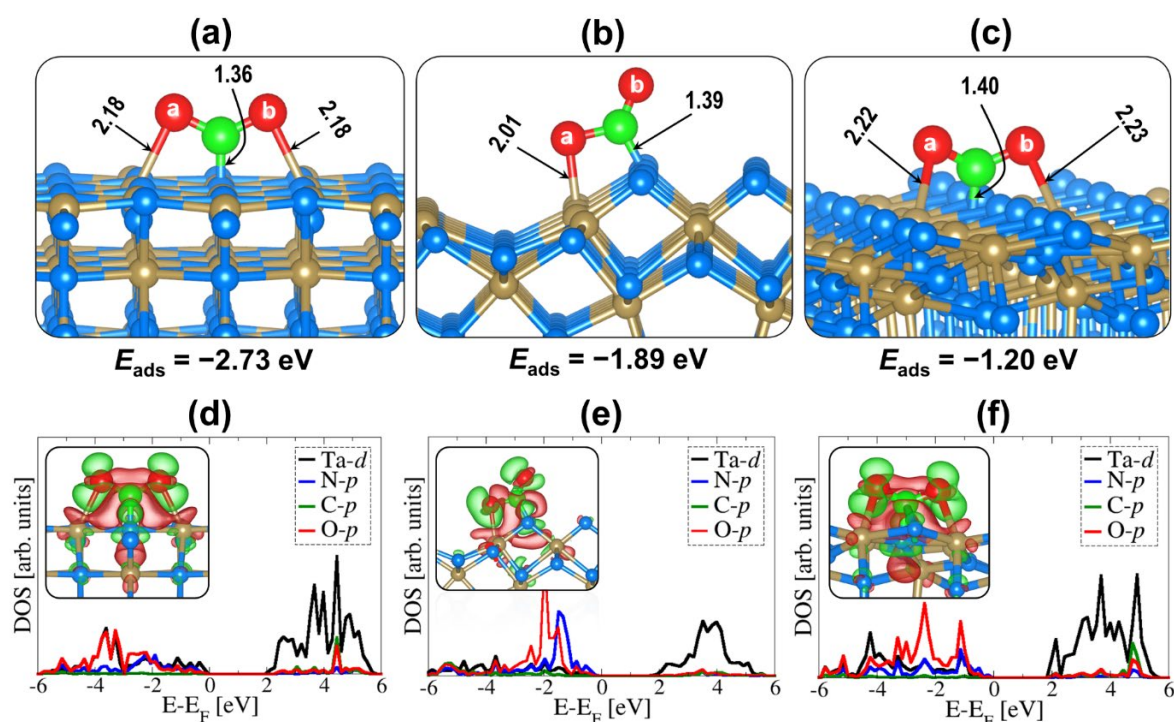 (a)
(b)
(c)
1.36
a
b
2.18
2.18
b
a
1.39
2.01
1.40
a
b
2.22
2.23
E_ads = −2.73 eV
E_ads = −1.89 eV
E_ads = −1.20 eV
(d)
(e)
(f)
DOS [arb. units]
Ta-d
N-p
C-p
O-p
-6 -4 -2 0 2 4 6
E-E_F [eV]
DOS [arb. units]
Ta-d
N-p
C-p
O-p
-6 -4 -2 0 2 4 6
E-E_F [eV]
DOS [arb. units]
Ta-d
N-p
C-p
O-p
-6 -4 -2 0 2 4 6
E-E_F [eV]